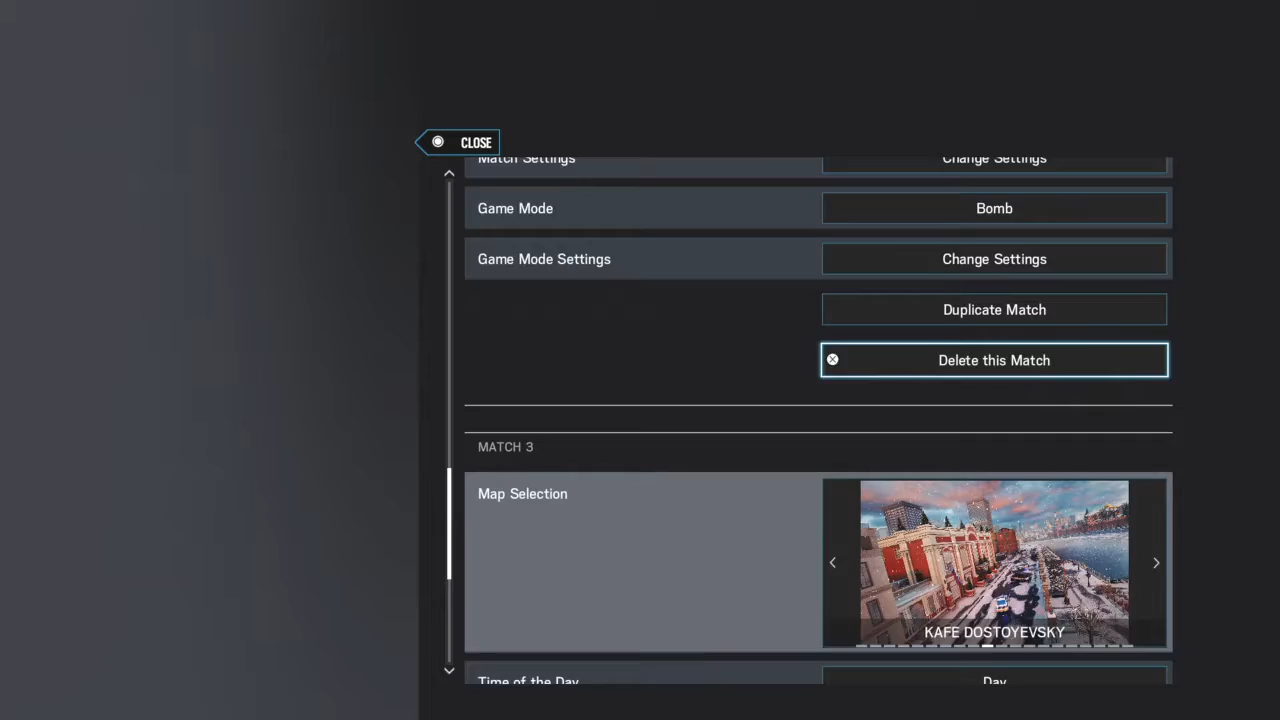 CLOSE
Match Settings Change Settings
Game Mode Bomb
Game Mode Settings Change Settings
Duplicate Match
Delete this Match
MATCH 3
Map Selection
KAFE DOSTOYEVSKY
Time of the Day Day